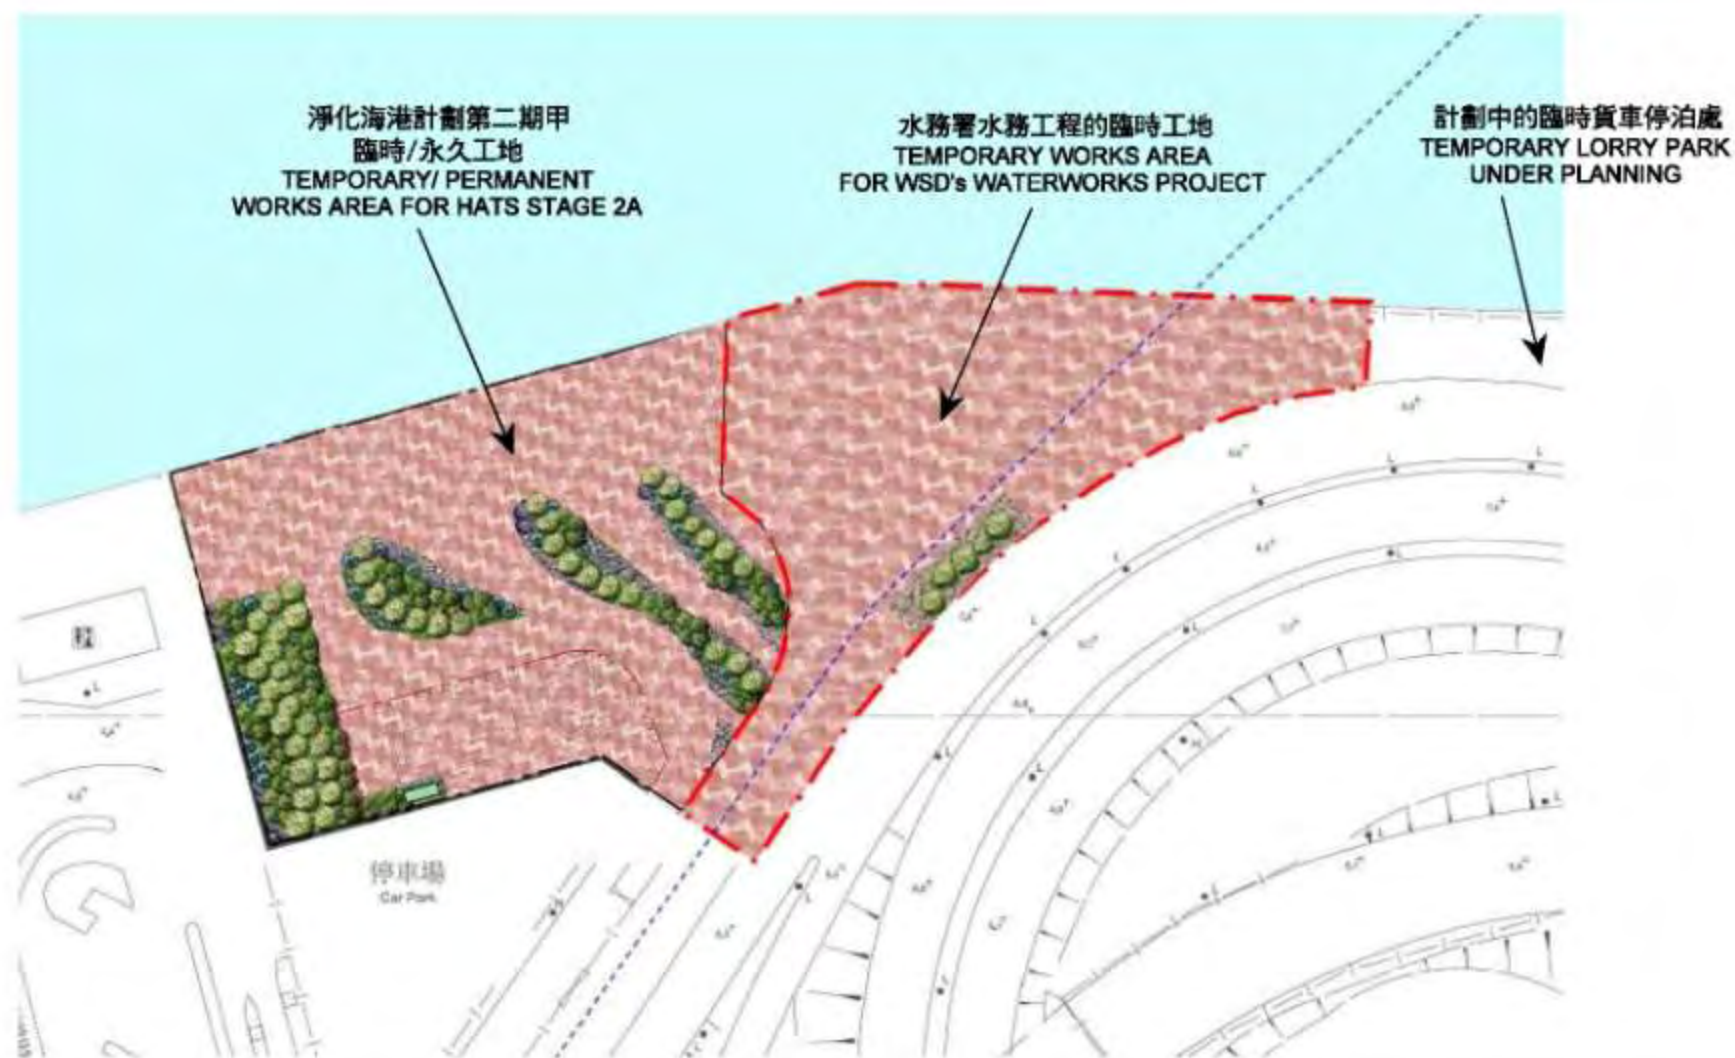 淨化海港計劃第二期甲
臨時/永久工地
TEMPORARY/ PERMANENT
WORKS AREA FOR HATS STAGE 2A
水務署水務工程的臨時工地
TEMPORARY WORKS AREA
FOR WSD's WATERWORKS PROJECT
計劃中的臨時貨車停泊處
TEMPORARY LORRY PARK
UNDER PLANNING
停車場
Car Park